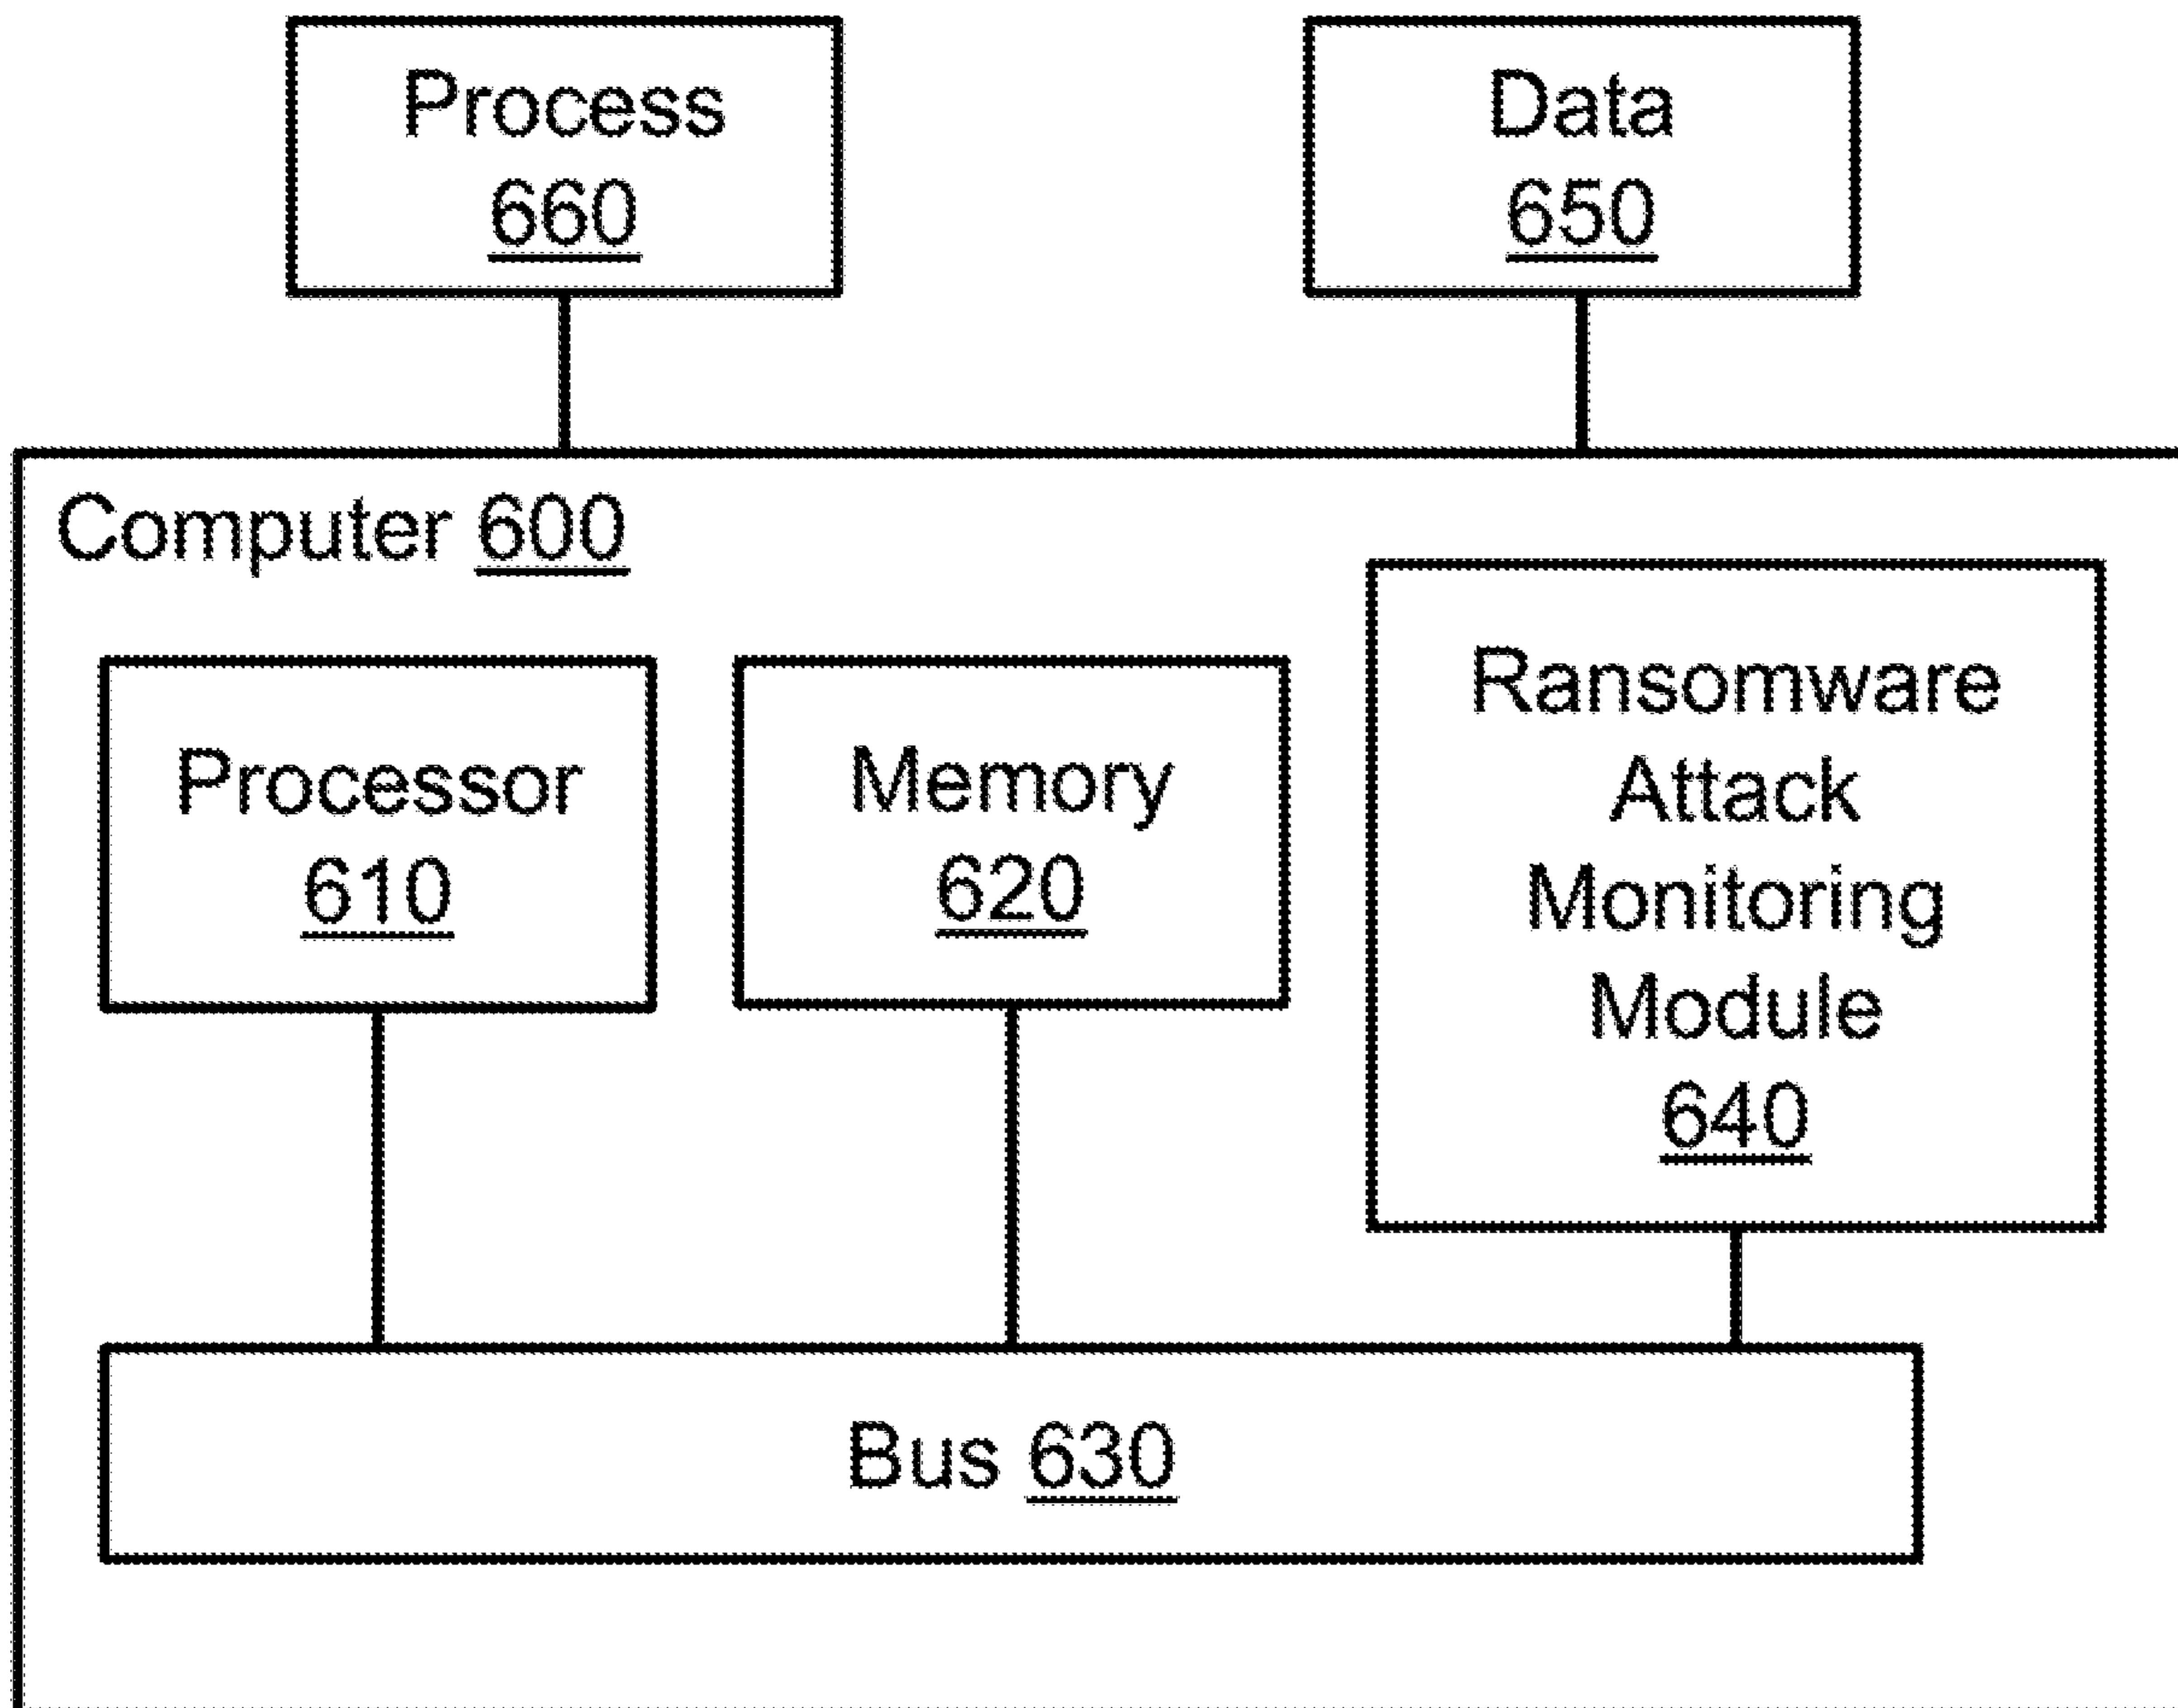 Process
660
Data
650
Computer 600
Processor
610
Memory
620
Ransomware
Attack
Monitoring
Module
640
Bus 630